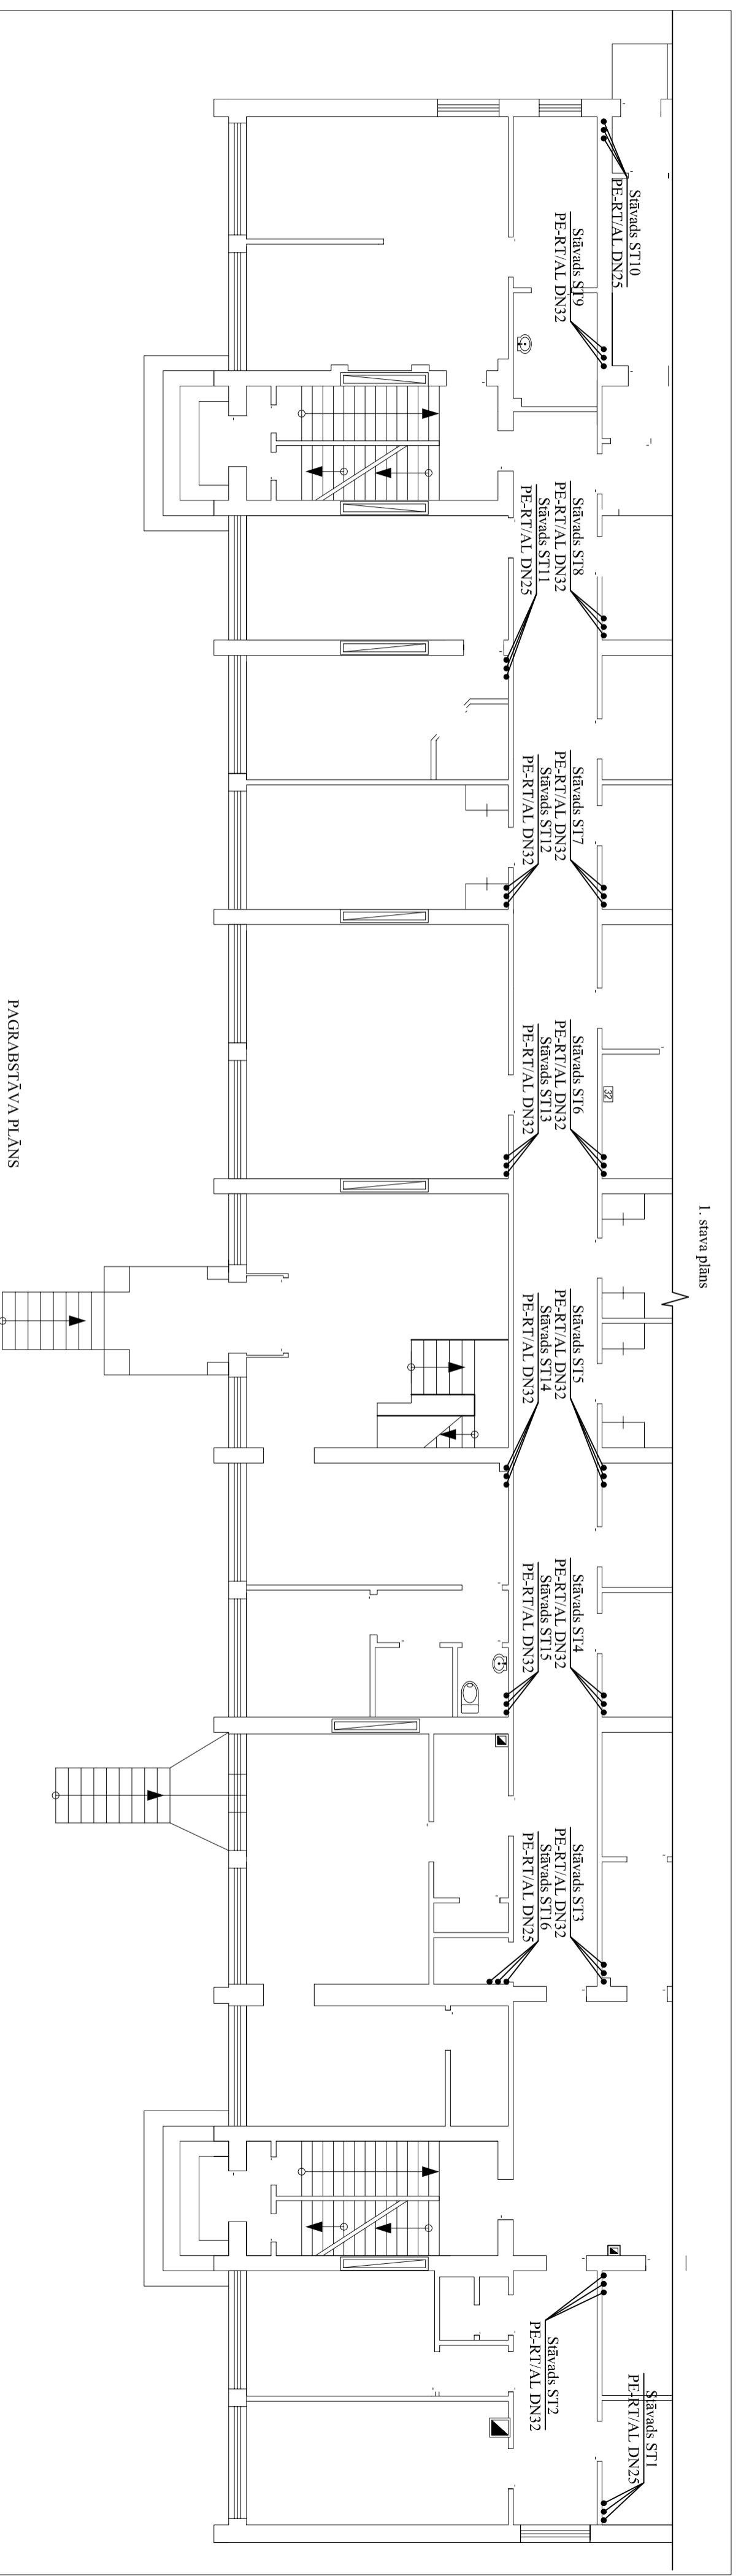 1. stava plāns
Stāvads ST10
PE-RT/AL DN25
Stāvads ST9
PE-RT/AL DN32
Stāvads ST8
PE-RT/AL DN32
Stāvads ST11
PE-RT/AL DN25
Stāvads ST7
PE-RT/AL DN32
Stāvads ST12
PE-RT/AL DN32
Stāvads ST6
PE-RT/AL DN32
Stāvads ST13
PE-RT/AL DN32
32
Stāvads ST5
PE-RT/AL DN32
Stāvads ST14
PE-RT/AL DN32
Stāvads ST4
PE-RT/AL DN32
Stāvads ST15
PE-RT/AL DN32
Stāvads ST3
PE-RT/AL DN32
Stāvads ST16
PE-RT/AL DN25
Stāvads ST2
PE-RT/AL DN32
Stāvads ST1
PE-RT/AL DN25
PAGRABSTĀVA PLĀNS